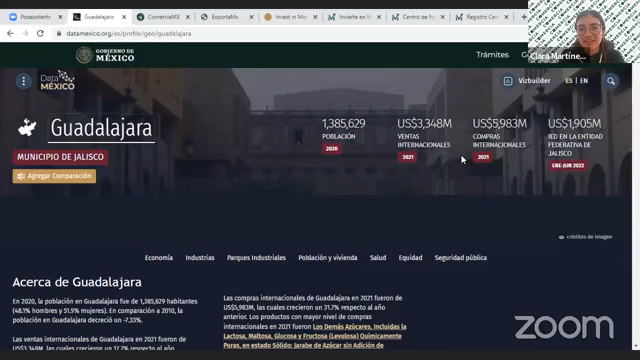 Posasistente
Guadalajara
ComercialMX
ExportaMx
Invest in Me
Invierte en M
Centro de No
Registro Cen
datamexico.org/es/profile/geo/guadalajara
GOBIERNO DE
MÉXICO
Trámites
Clara Martíne...
Data
MÉXICO
Vizbuilder
ES | EN
Guadalajara
MUNICIPIO DE JALISCO
Agregar Comparación
1,385,629
POBLACIÓN
2020
US$3,348M
VENTAS
INTERNACIONALES
2021
US$5,983M
COMPRAS
INTERNACIONALES
2021
US$1,905M
IED EN LA ENTIDAD
FEDERATIVA DE
JALISCO
ENE-JUN 2022
créditos de imagen
Economía Industrias Parques Industriales Población y vivienda Salud Equidad Seguridad pública
Acerca de Guadalajara
En 2020, la población en Guadalajara fue de 1,385,629 habitantes
(48.1% hombres y 51.9% mujeres). En comparación a 2010, la
población en Guadalajara decreció un -7.33%.
Las ventas internacionales de Guadalajara en 2021 fueron de
US$3,348M, las cuales crecieron un 17.2% respecto al año
Las compras internacionales de Guadalajara en 2021 fueron de
US$5,983M, las cuales crecieron un 31.7% respecto al año
anterior. Los productos con mayor nivel de compras
internacionales en 2021 fueron Los Demás Azúcares, Incluidas la
Lactosa, Maltosa, Glucosa y Fructosa (Levulosa) Químicamente
Puras, en estado Sólido; Jarabe de Azúcar sin Adición de
zoom